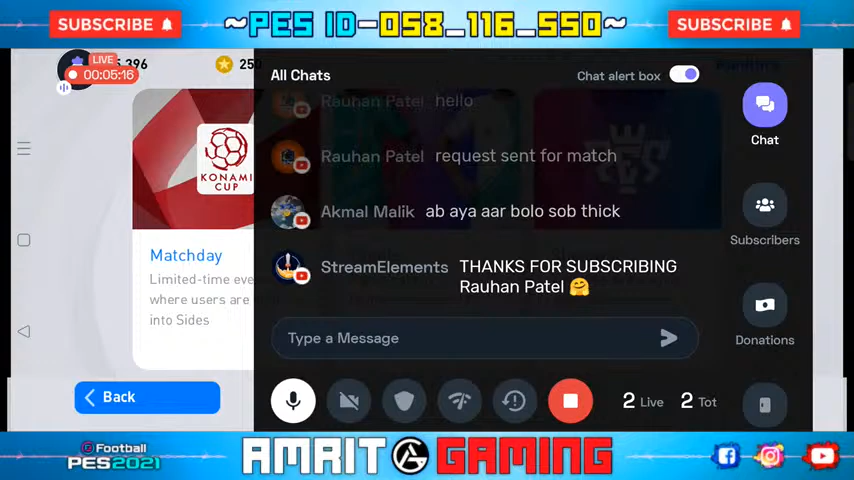 SUBSCRIBE
~PES ID-058_116_550~
SUBSCRIBE
LIVE
00:05:16
396
250
All Chats
Chat alert box
Rauhan Patel hello
Rauhan Patel request sent for match
Akmal Malik ab aya aar bolo sob thick
StreamElements THANKS FOR SUBSCRIBING
Rauhan Patel 🤗
Type a Message
Chat
Subscribers
Donations
KONAMI
CUP
Matchday
Limited-time eve
where users are
into Sides
Back
2 Live 2 Tot
eFootball
PES2021
AMRIT G GAMING